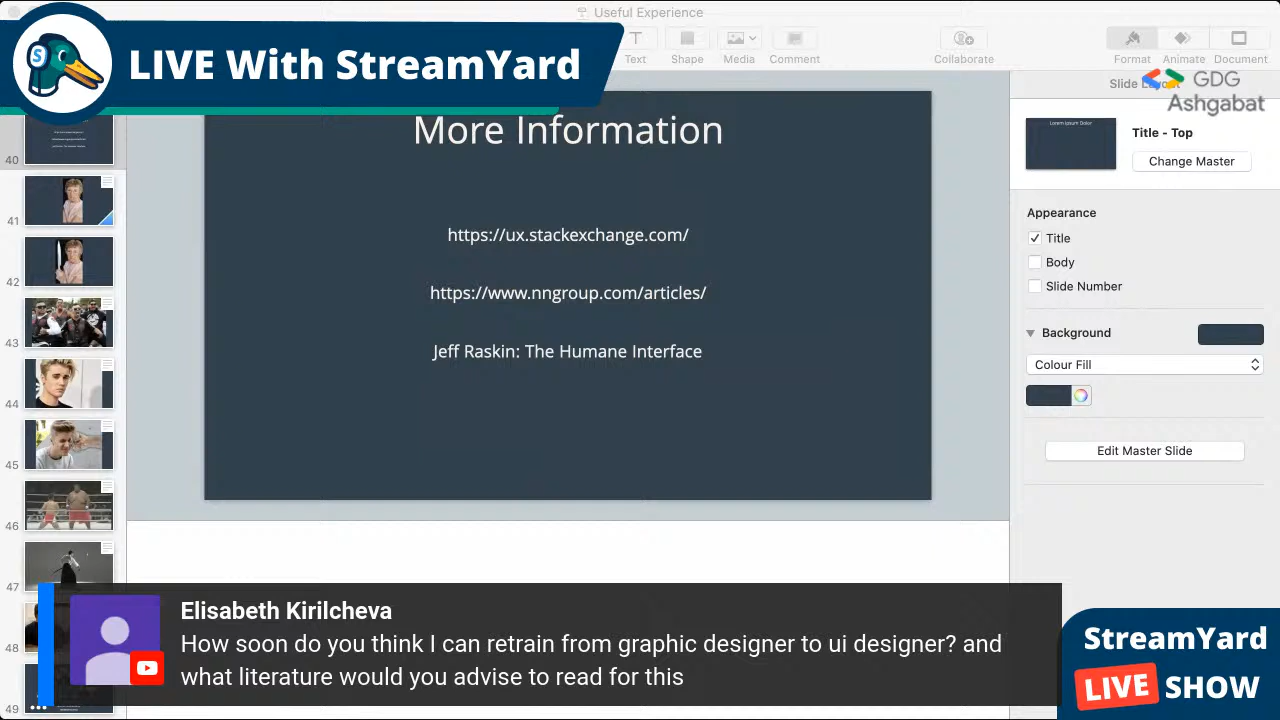 Useful Experience
S
LIVE With StreamYard
Text
Shape
Media
Comment
Collaborate
Format
Animate
Document
GDG
Ashgabat
Title - Top
Change Master
Appearance
Title
Body
Slide Number
Background
Colour Fill
Edit Master Slide
40
41
42
43
44
45
46
47
48
49
More Information
https://ux.stackexchange.com/
https://www.nngroup.com/articles/
Jeff Raskin: The Humane Interface
Elisabeth Kirilcheva
How soon do you think I can retrain from graphic designer to ui designer? and
what literature would you advise to read for this
StreamYard
LIVE SHOW